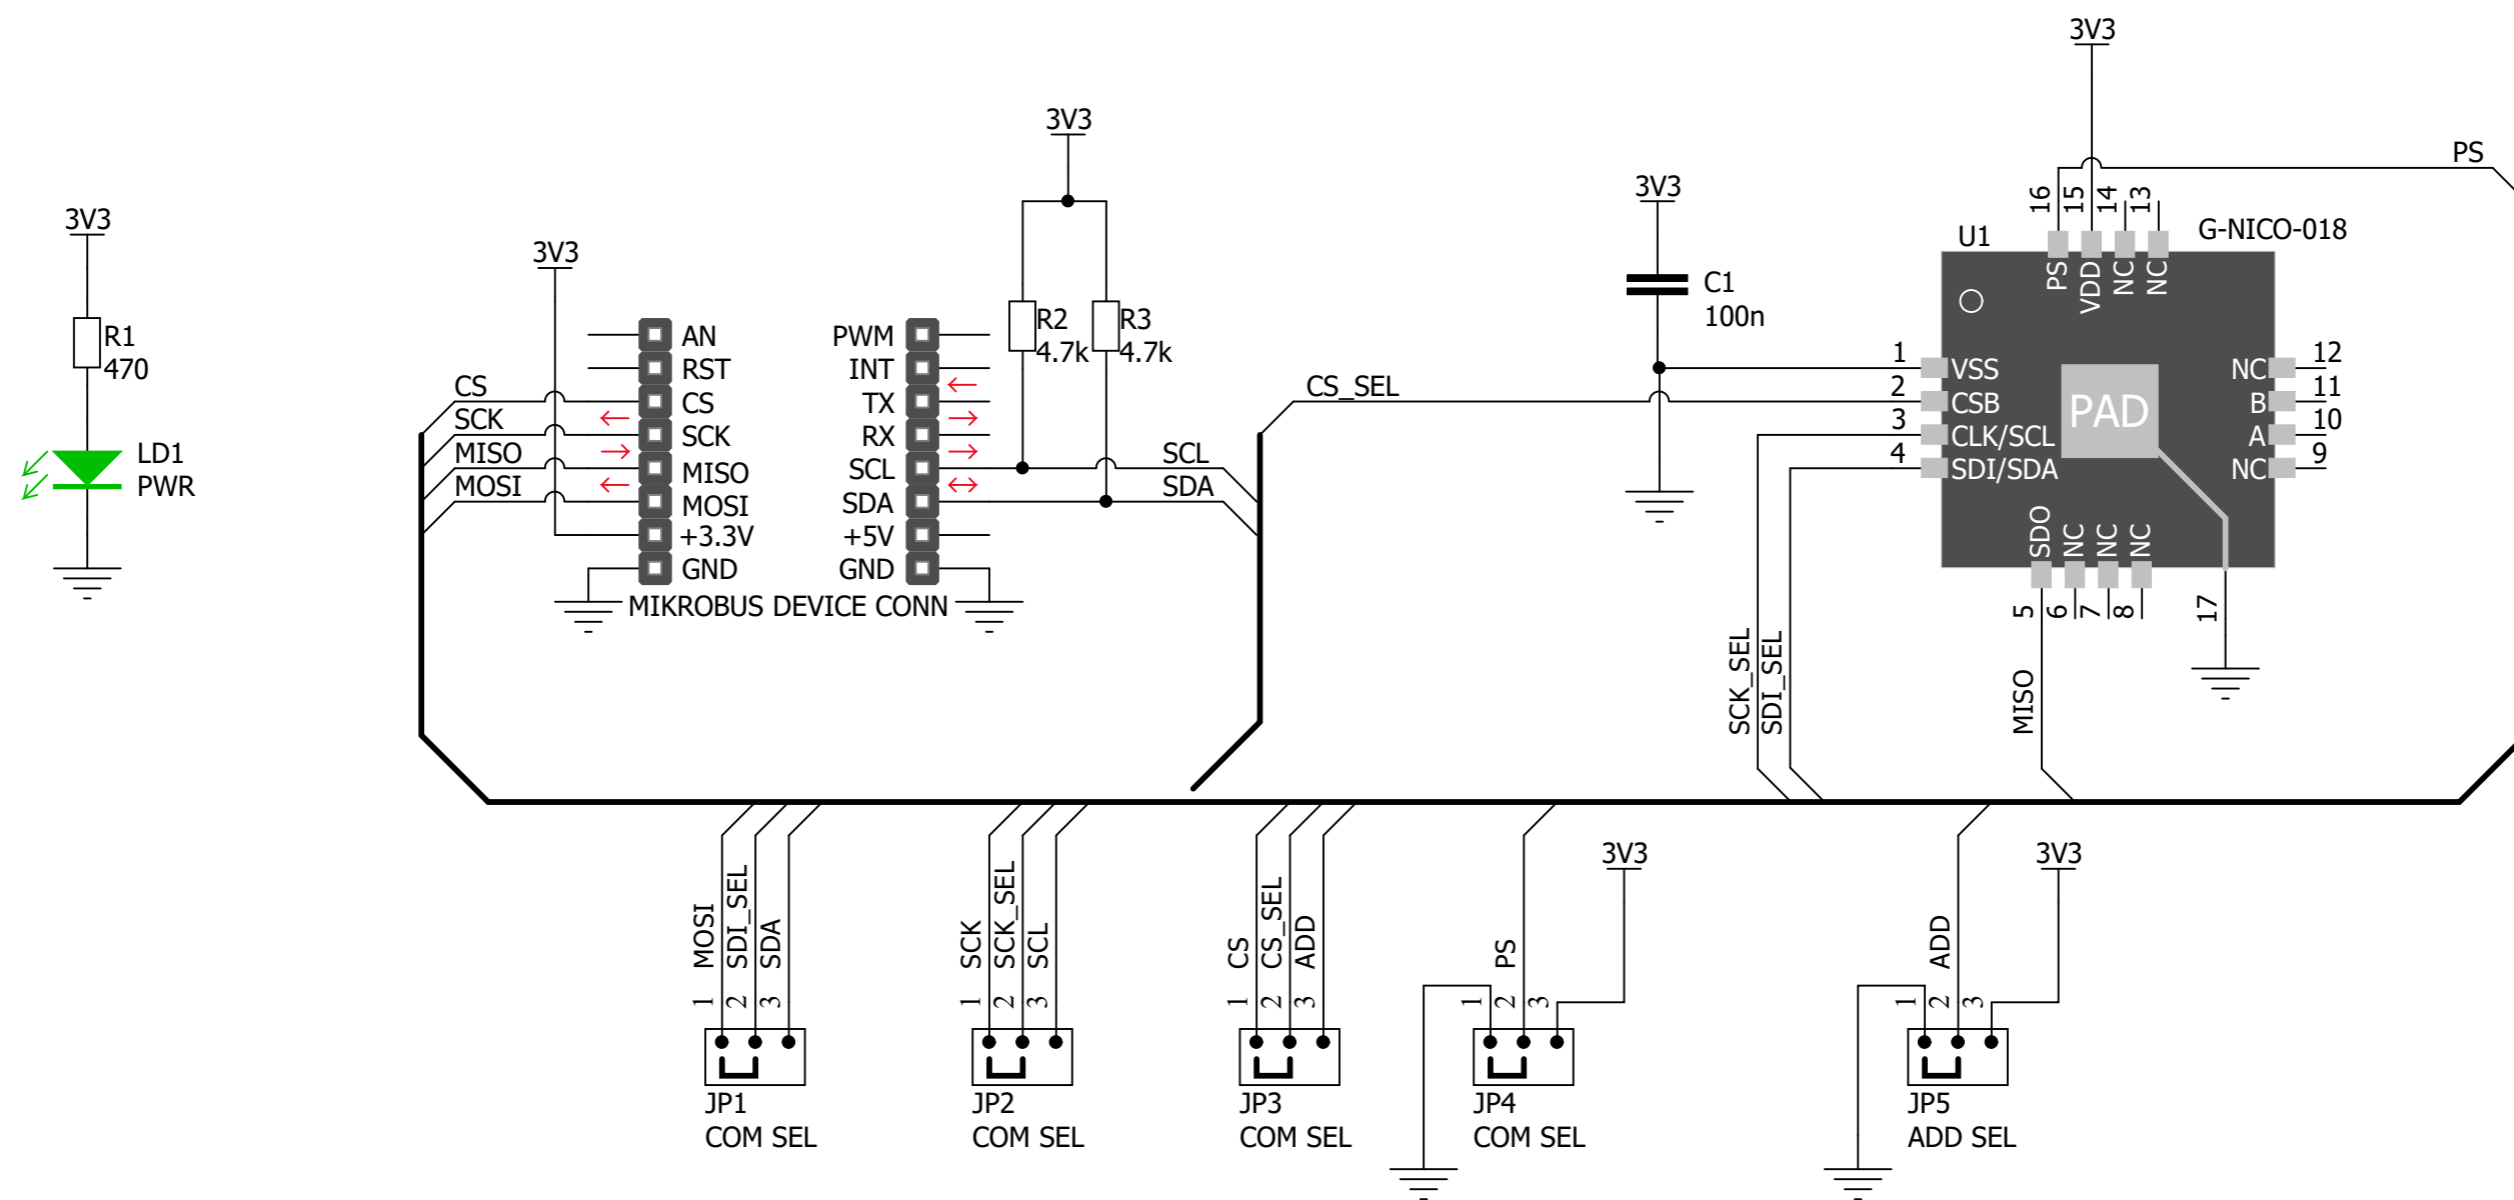 3V3
R1
470
LD1
PWR
3V3
3V3
AN
RST
CS
SCK
MISO
MOSI
+3.3V
GND
PWM
INT
TX
RX
SCL
SDA
+5V
GND
MIKROBUS DEVICE CONN
CS
SCK
MISO
MOSI
R2
4.7k
R3
4.7k
SCL
SDA
CS_SEL
3V3
C1
100n
3V3
PS
U1
G-NICO-018
16
15
14
13
PS
VDD
NC
NC
1
2
3
4
VSS
CSB
CLK/SCL
SDI/SDA
PAD
NC
B
A
NC
12
11
10
9
SDO
NC
NC
NC
5
6
7
8
17
SCK_SEL
SDI_SEL
MISO
MOSI
SDI_SEL
SDA
1
2
3
JP1
COM SEL
SCK
SCK_SEL
SCL
1
2
3
JP2
COM SEL
CS
CS_SEL
ADD
1
2
3
JP3
COM SEL
PS
3V3
1
2
3
JP4
COM SEL
ADD
3V3
1
2
3
JP5
ADD SEL